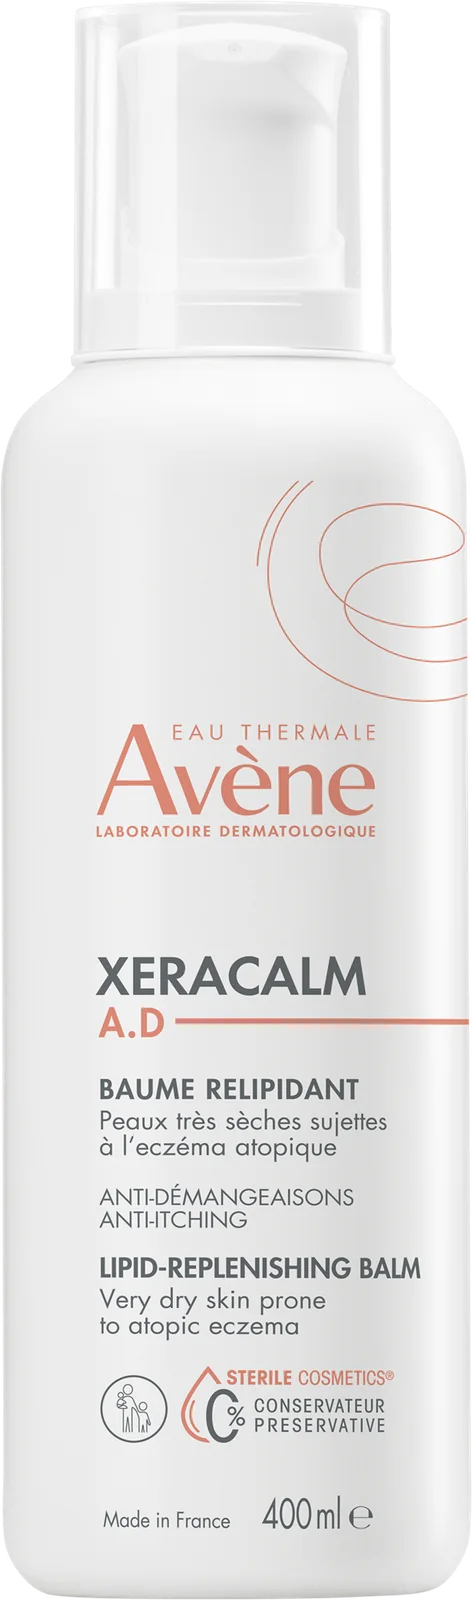 EAU THERMALE
Avène
LABORATOIRE DERMATOLOGIQUE
XERACALM
A.D
BAUME RELIPIDANT
Peaux très sèches sujettes
à l'eczéma atopique
ANTI-DÉMANGEAISONS
ANTI-ITCHING
LIPID-REPLENISHING BALM
Very dry skin prone
to atopic eczema
STERILE COSMETICS®
0% CONSERVATEUR
PRESERVATIVE
Made in France 400ml ℮